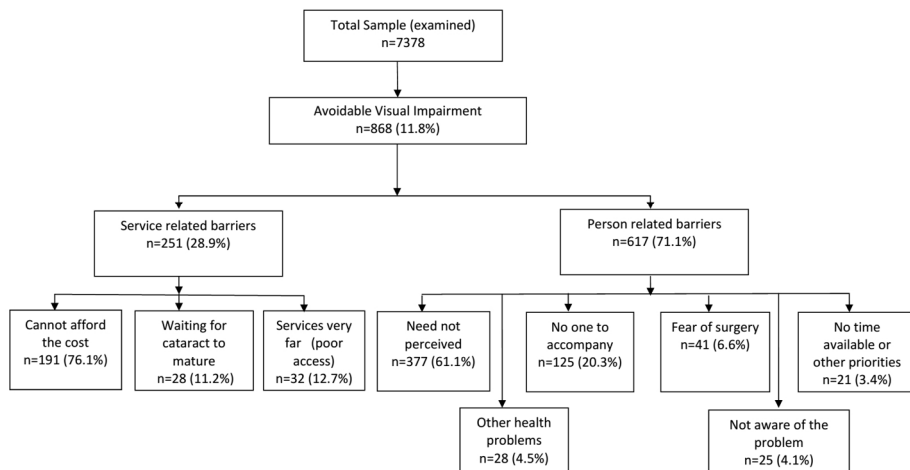 Total Sample (examined)
n=7378
Avoidable Visual Impairment
n=868 (11.8%)
Service related barriers
n=251 (28.9%)
Person related barriers
n=617 (71.1%)
Cannot afford
the cost
n=191 (76.1%)
Waiting for
cataract to
mature
n=28 (11.2%)
Services very
far (poor
access)
n=32 (12.7%)
Need not
perceived
n=377 (61.1%)
No one to
accompany
n=125 (20.3%)
Fear of surgery
n=41 (6.6%)
No time
available or
other priorities
n=21 (3.4%)
Other health
problems
n=28 (4.5%)
Not aware of the
problem
n=25 (4.1%)